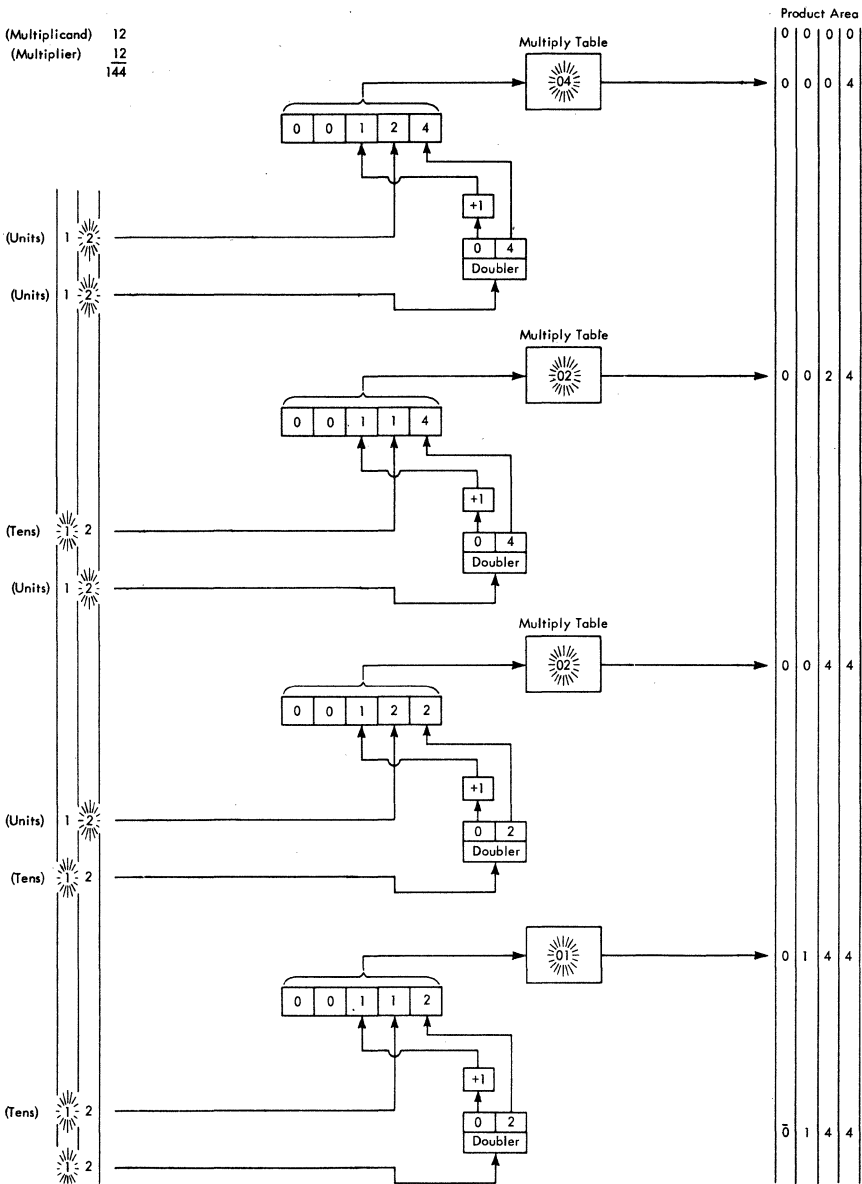 Product Area
(Multiplicand) 12 0 0 0 0
(Multiplier) 12 Multiply Table
144
04 0 0 0 4
0 0 1 2 4
+1
(Units) 1 2 0 4
Doubler
(Units) 1 2
Multiply Table
02 0 0 2 4
0 0 1 1 4
+1
(Tens) 1 2 0 4
Doubler
(Units) 1 2
Multiply Table
02 0 0 4 4
0 0 1 2 2
+1
(Units) 1 2 0 2
Doubler
(Tens) 1 2
01 0 1 4 4
0 0 1 1 2
+1
(Tens) 1 2 0 2
Doubler 0̄ 1 4 4
1 2